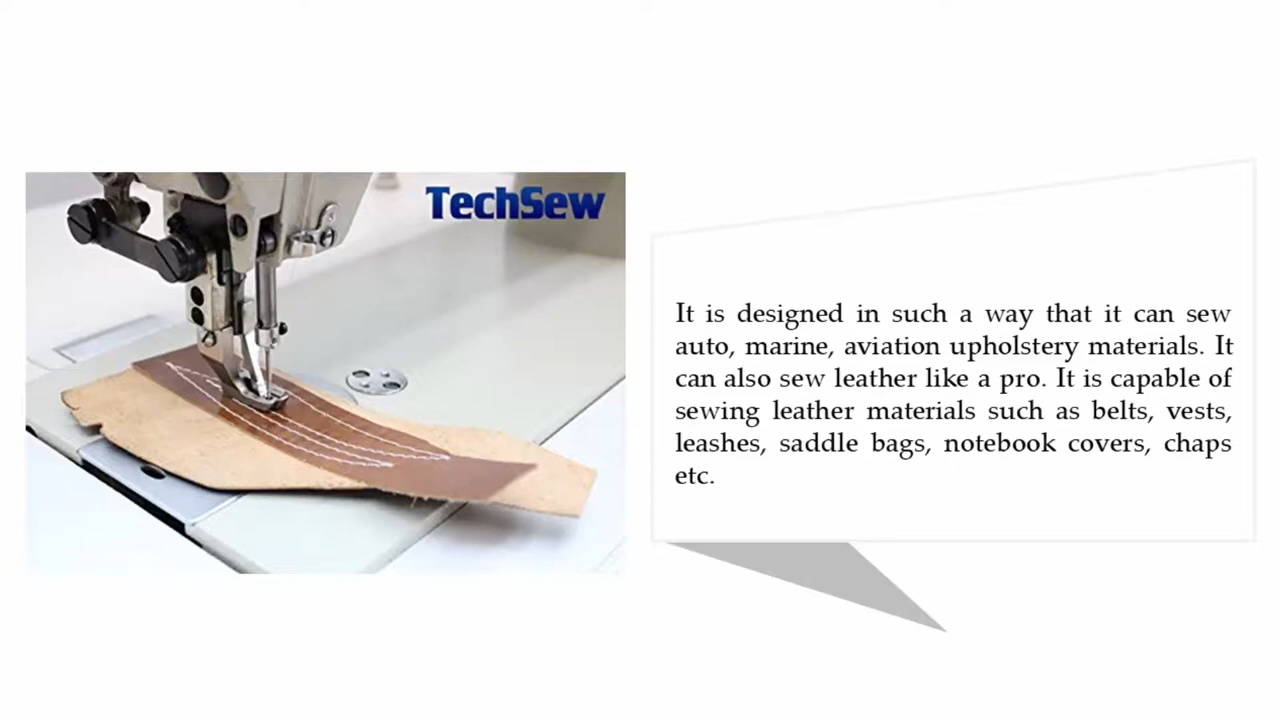 TechSew
It is designed in such a way that it can sew
auto, marine, aviation upholstery materials. It
can also sew leather like a pro. It is capable of
sewing leather materials such as belts, vests,
leashes, saddle bags, notebook covers, chaps
etc.